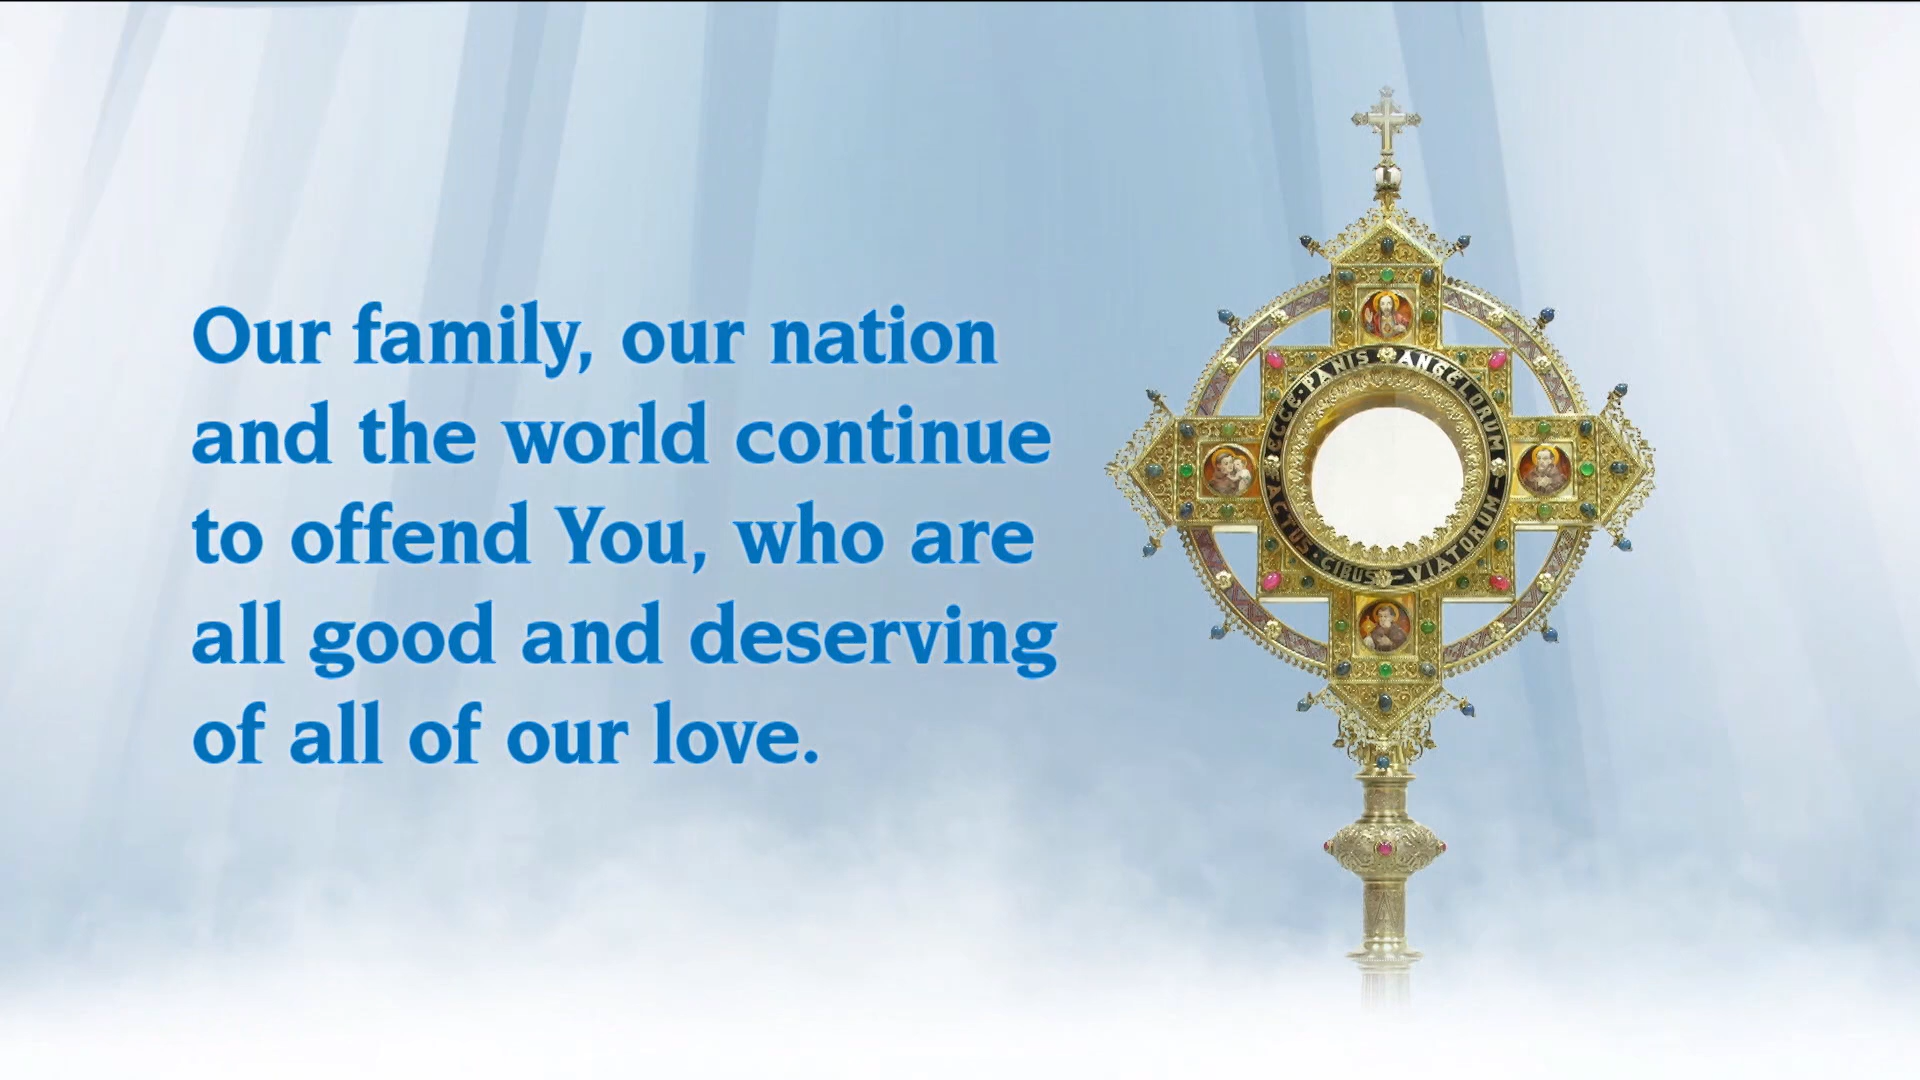 Our family, our nation
and the world continue
to offend You, who are
all good and deserving
of all of our love.
ECCE · PANIS ANGELORUM
FACTUS · CIBUS VIATORUM